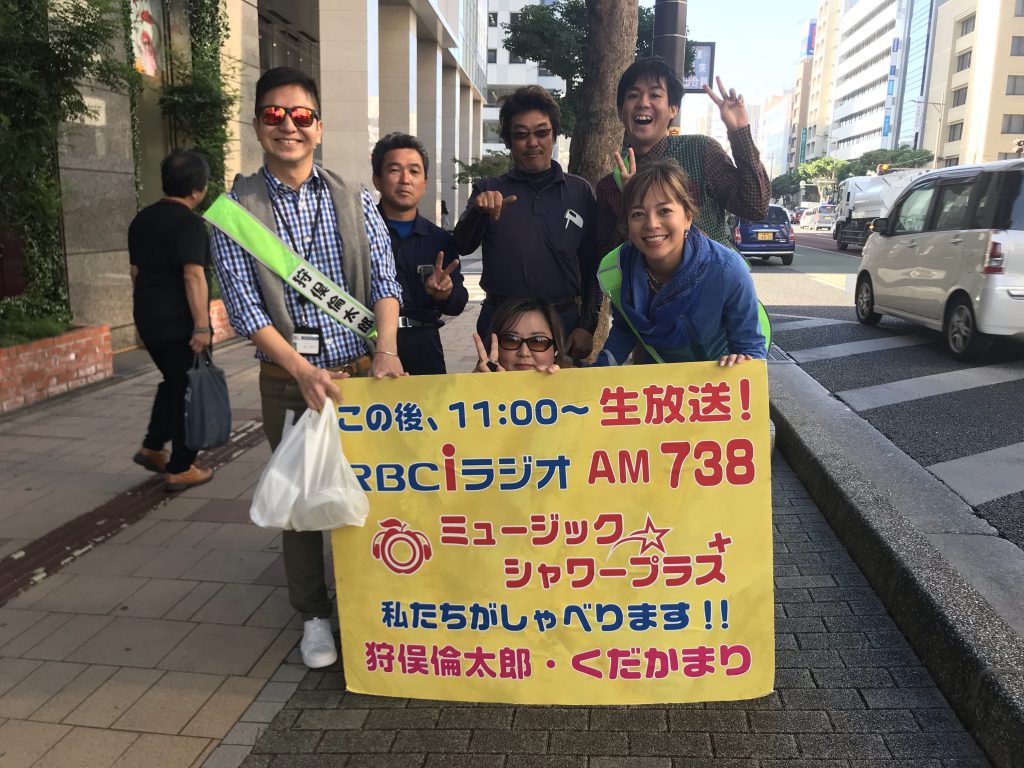 狩俣倫太郎
この後、11:00〜 生放送!
RBCiラジオ AM 738
ミュージック
シャワープラス+
私たちがしゃべります!!
狩俣倫太郎・くだかまり